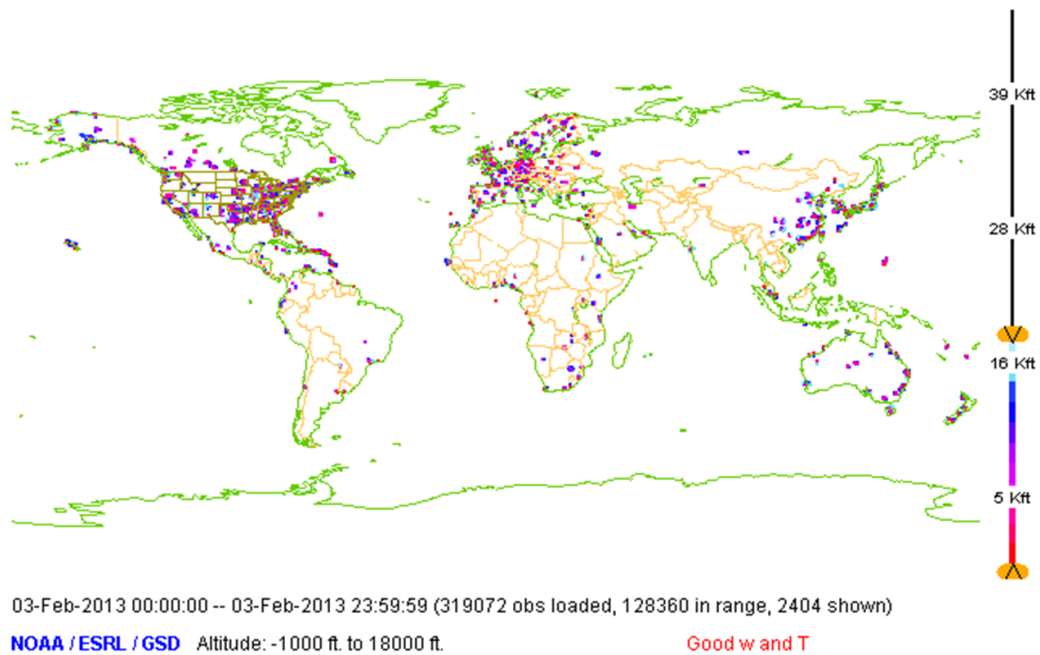 39 Kft
28 Kft
16 Kft
5 Kft
03-Feb-2013 00:00:00 -- 03-Feb-2013 23:59:59 (319072 obs loaded, 128360 in range, 2404 shown)
NOAA / ESRL / GSD Altitude: -1000 ft. to 18000 ft. Good w and T